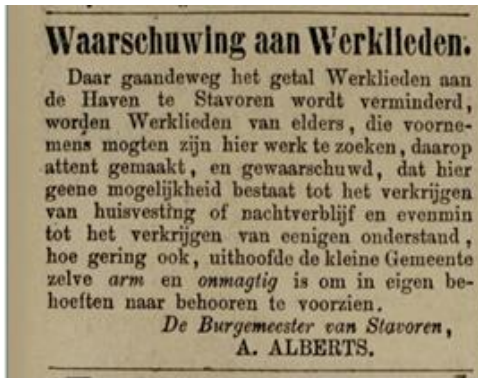 Waarschuwing aan Werklieden.
Daar gaandeweg het getal Werklieden aan
de Haven te Stavoren wordt verminderd,
worden Werklieden van elders, die voorne-
mens mogten zijn hier werk te zoeken, daarop
attent gemaakt, en gewaarschuwd, dat hier
geene mogelijkheid bestaat tot het verkrijgen
van huisvesting of nachtverblijf en evenmin
tot het verkrijgen van eenigen onderstand,
hoe gering ook, uithoofde de kleine Gemeente
zelve arm en onmagtig is om in eigen be-
hoeften naar behooren te voorzien.
De Burgemeester van Stavoren,
A. ALBERTS.